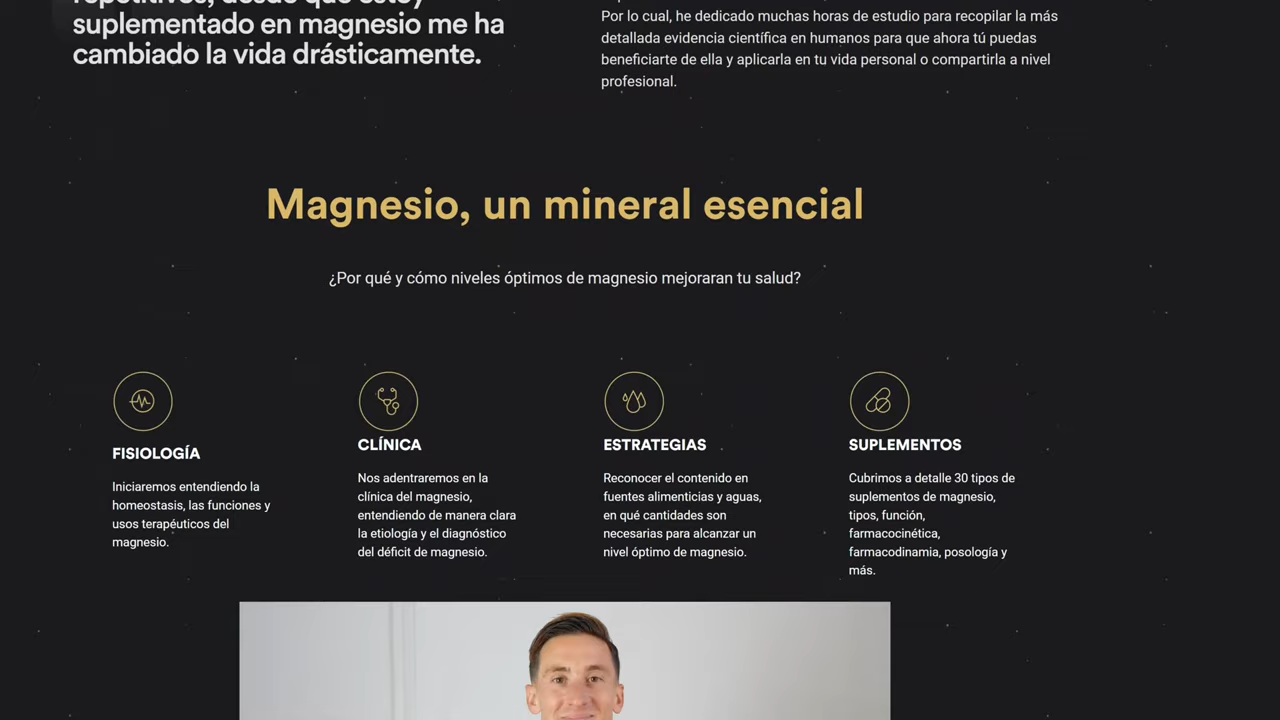 repetitivos, desde que estoy
suplementado en magnesio me ha
cambiado la vida drásticamente.
Por lo cual, he dedicado muchas horas de estudio para recopilar la más
detallada evidencia científica en humanos para que ahora tú puedas
beneficiarte de ella y aplicarla en tu vida personal o compartirla a nivel
profesional.
Magnesio, un mineral esencial
¿Por qué y cómo niveles óptimos de magnesio mejoraran tu salud?
FISIOLOGÍA
Iniciaremos entendiendo la
homeostasis, las funciones y
usos terapéuticos del
magnesio.
CLÍNICA
Nos adentraremos en la
clínica del magnesio,
entendiendo de manera clara
la etiología y el diagnóstico
del déficit de magnesio.
ESTRATEGIAS
Reconocer el contenido en
fuentes alimenticias y aguas,
en qué cantidades son
necesarias para alcanzar un
nivel óptimo de magnesio.
SUPLEMENTOS
Cubrimos a detalle 30 tipos de
suplementos de magnesio,
tipos, función,
farmacocinética,
farmacodinamia, posología y
más.